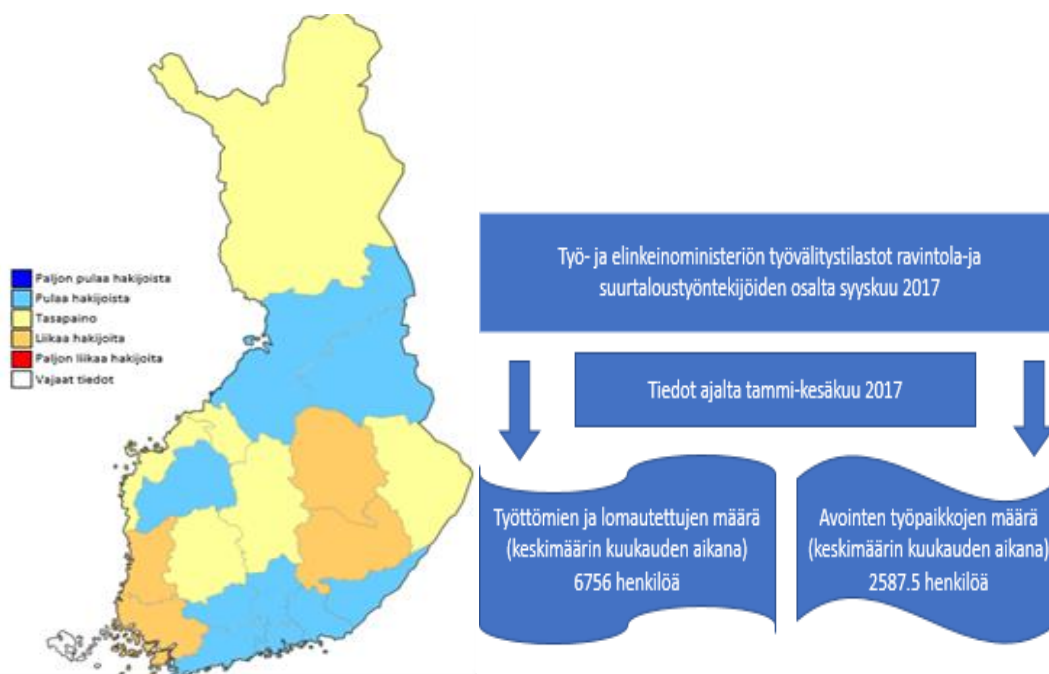 Paljon pulaa hakijoista
Pulaa hakijoista
Tasapaino
Liikaa hakijoita
Paljon liikaa hakijoita
Vajaat tiedot
Työ- ja elinkeinoministeriön työvälitystilastot ravintola-ja
suurtaloustyöntekijöiden osalta syyskuu 2017
Tiedot ajalta tammi-kesäkuu 2017
Työttömien ja lomautettujen määrä
(keskimäärin kuukauden aikana)
6756 henkilöä
Avointen työpaikkojen määrä
(keskimäärin kuukauden aikana)
2587.5 henkilöä